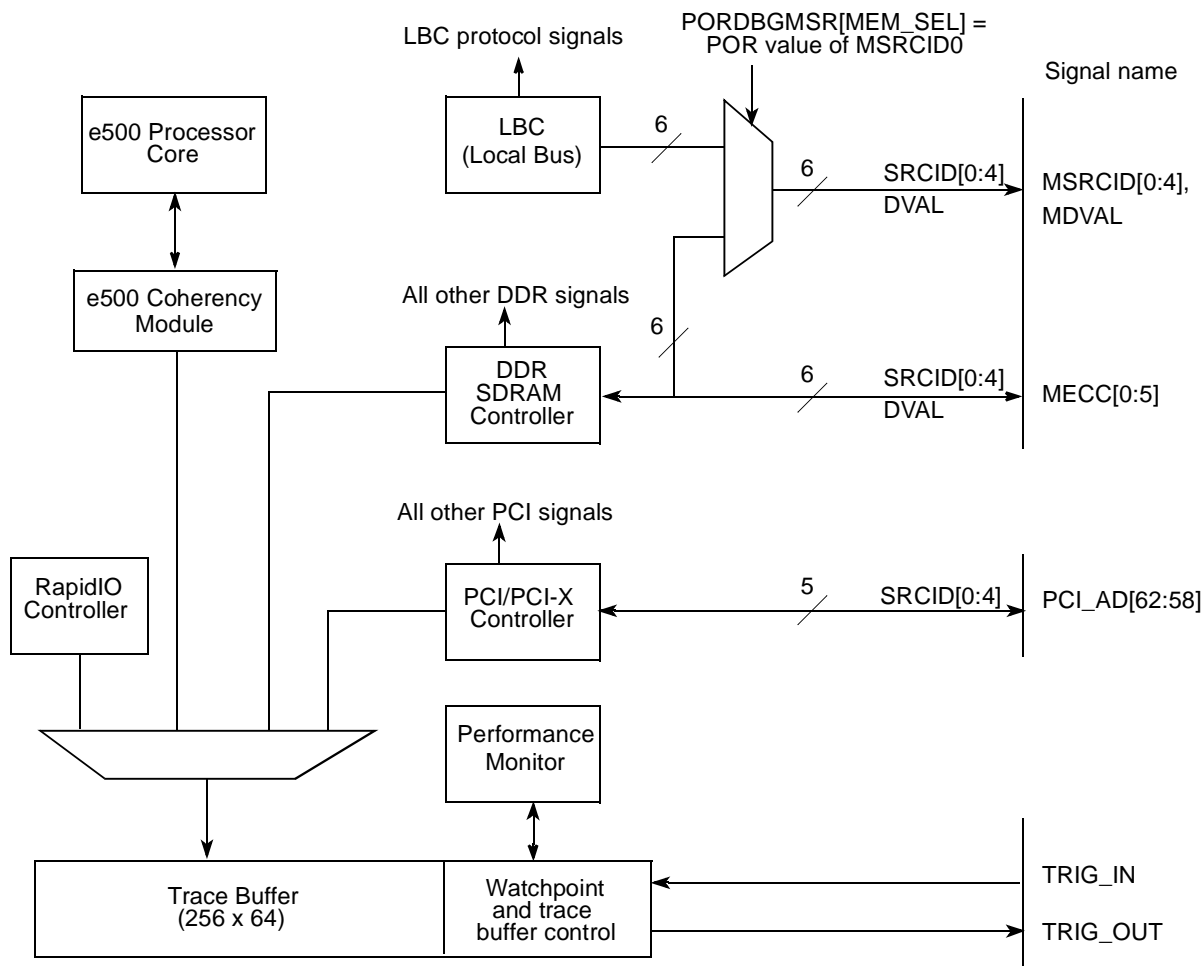 PORDBGMSR[MEM_SEL] =
POR value of MSRCID0
LBC protocol signals
Signal name
e500 Processor
Core
LBC
(Local Bus)
6
6
SRCID[0:4]
DVAL
MSRCID[0:4],
MDVAL
e500 Coherency
Module
All other DDR signals
6
DDR
SDRAM
Controller
6
SRCID[0:4]
DVAL
MECC[0:5]
All other PCI signals
RapidIO
Controller
PCI/PCI-X
Controller
5
SRCID[0:4]
PCI_AD[62:58]
Performance
Monitor
Trace Buffer
(256 x 64)
Watchpoint
and trace
buffer control
TRIG_IN
TRIG_OUT